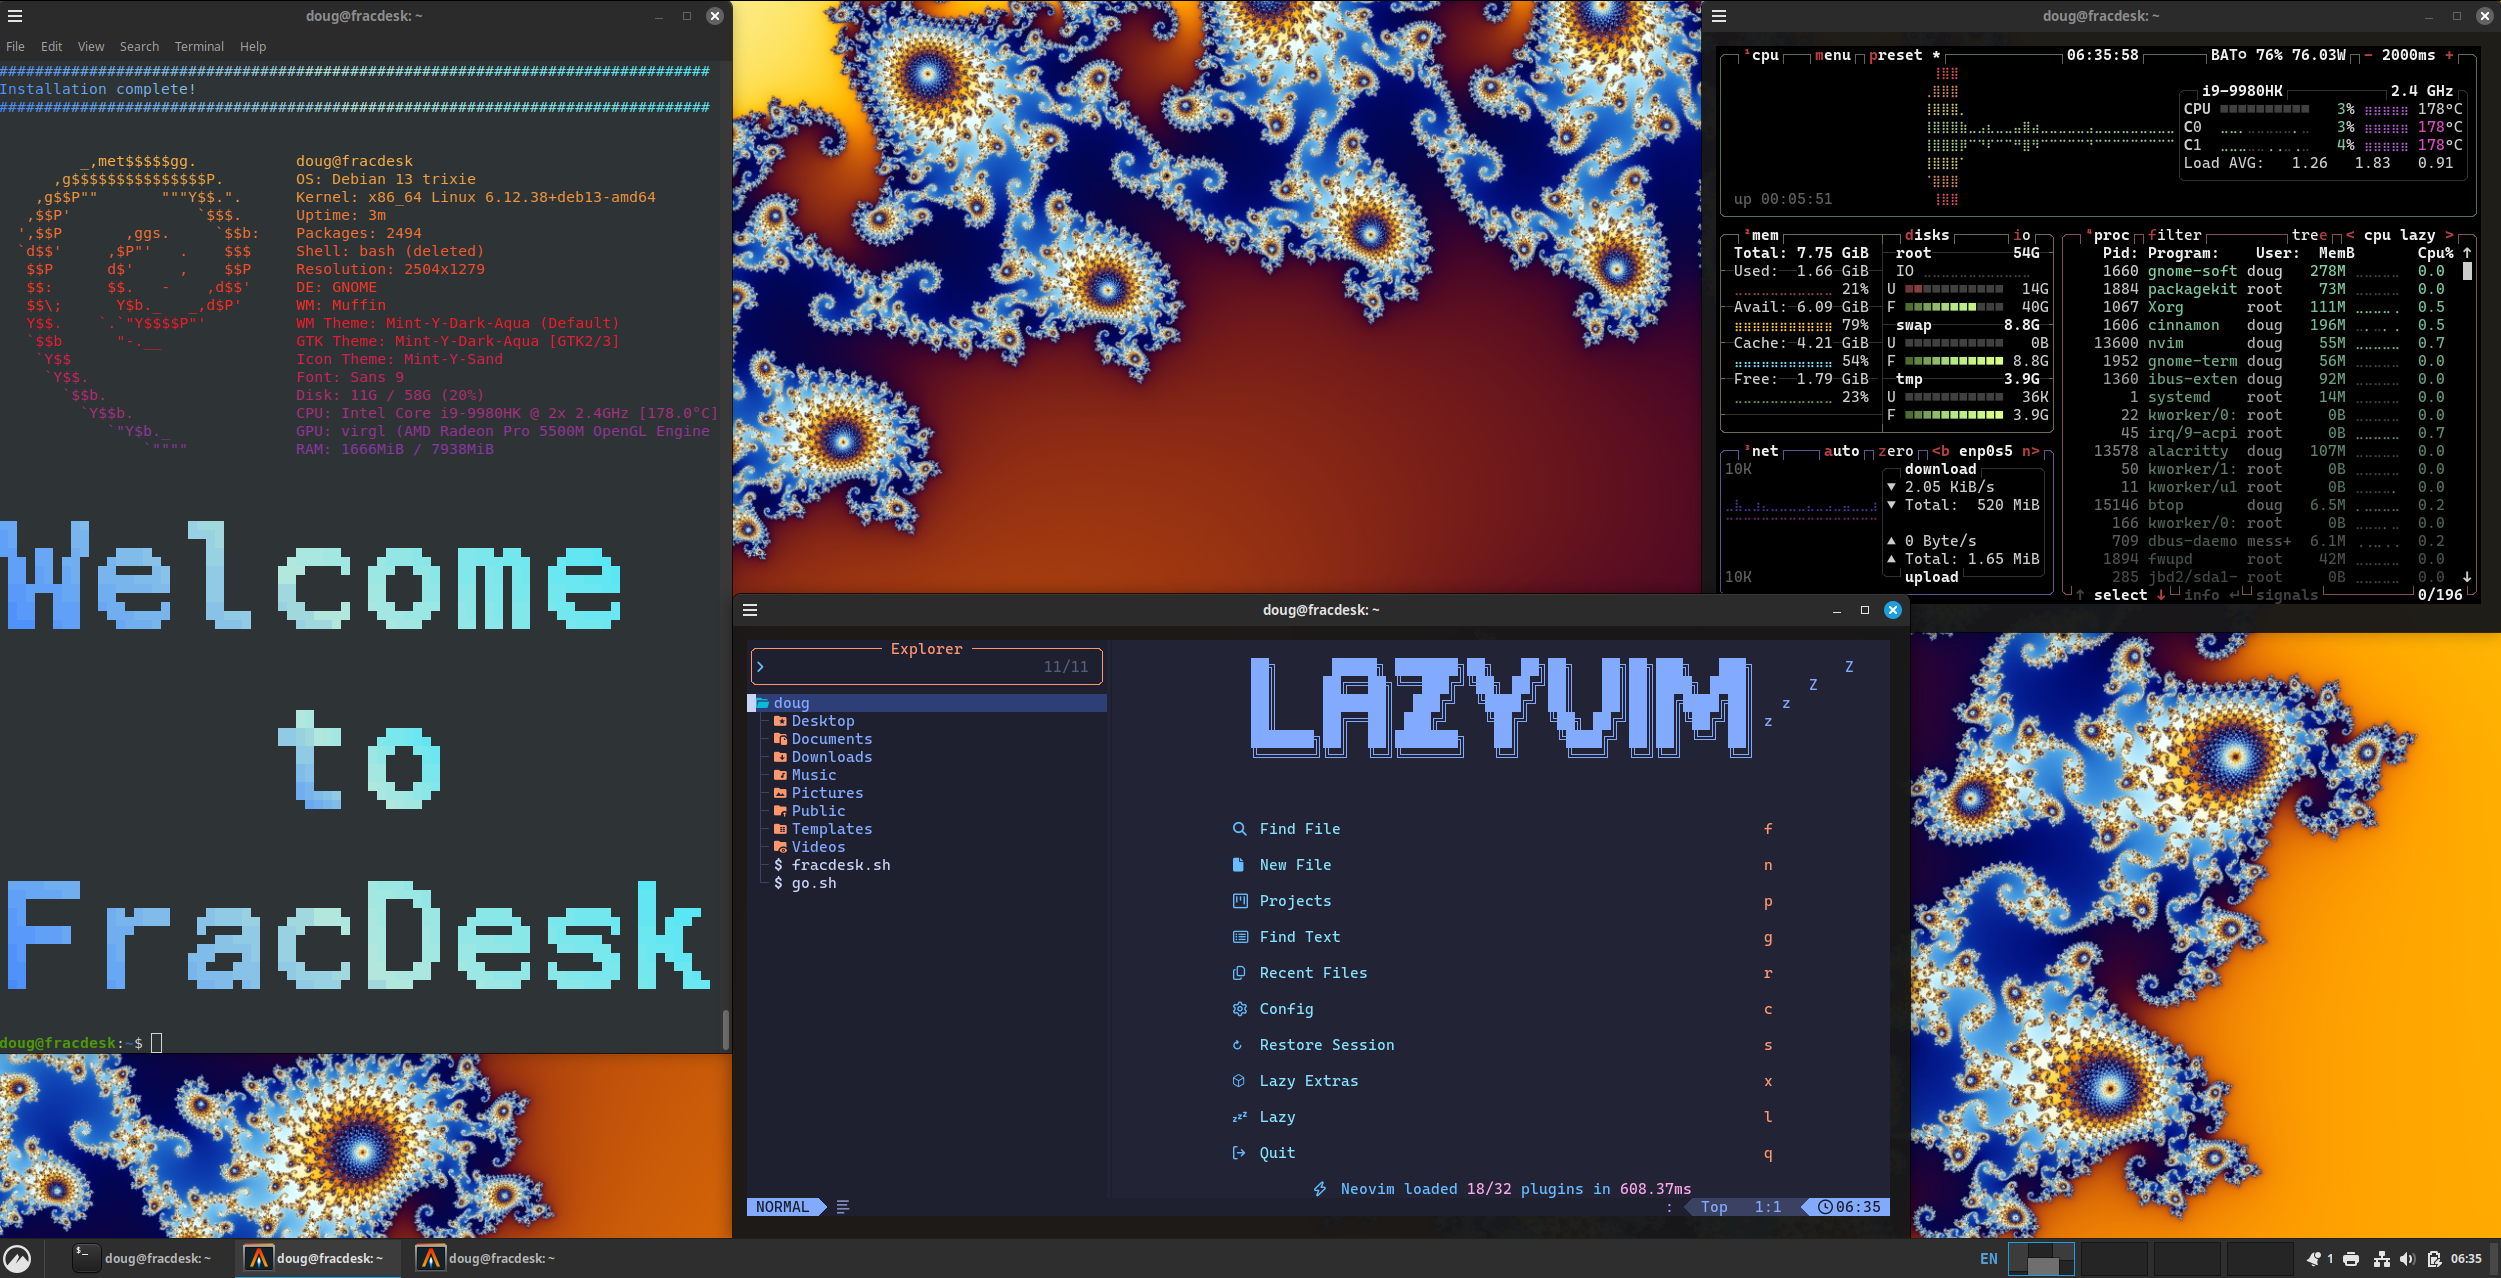 doug@fracdesk: ~
File Edit View Search Terminal Help
###############################################################################
Installation complete!
###############################################################################
_,met$$$$$gg. doug@fracdesk
,g$$$$$$$$$$$$$$$P. OS: Debian 13 trixie
,g$$P"" """Y$$.". Kernel: x86_64 Linux 6.12.38+deb13-amd64
,$$P' `$$$. Uptime: 3m
',$$P ,ggs. `$$b: Packages: 2494
`d$$' ,$P"' . $$$ Shell: bash (deleted)
$$P d$' , $$P Resolution: 2504x1279
$$: $$. - ,d$$' DE: GNOME
$$\; Y$b._ _,d$P' WM: Muffin
Y$$. `.`"Y$$$$P"' WM Theme: Mint-Y-Dark-Aqua (Default)
`$$b "-.__ GTK Theme: Mint-Y-Dark-Aqua [GTK2/3]
`Y$$ Icon Theme: Mint-Y-Sand
`Y$$. Font: Sans 9
`$$b. Disk: 11G / 58G (20%)
`Y$$b. CPU: Intel Core i9-9980HK @ 2x 2.4GHz [178.0°C]
`"Y$b._ GPU: virgl (AMD Radeon Pro 5500M OpenGL Engine
`"""" RAM: 1666MiB / 7938MiB
Welcome
to
FracDesk
doug@fracdesk:~$
doug@fracdesk: ~
¹cpu menu preset * 06:35:58 BAT 76% 76.03W - 2000ms +
i9-9980HK 2.4 GHz
CPU 3% 178°C
C0 3% 178°C
C1 4% 178°C
Load AVG: 1.26 1.83 0.91
up 00:05:51
²mem
Total: 7.75 GiB
Used: 1.66 GiB
21%
Avail: 6.09 GiB
79%
Cache: 4.21 GiB
54%
Free: 1.79 GiB
23%
disks io
root 54G
IO
U 14G
F 40G
swap 8.8G
U 0B
F 8.8G
tmp 3.9G
U 36K
F 3.9G
³net auto zero <b enp0s5 n>
10K
download
▼ 2.05 KiB/s
▼ Total: 520 MiB
▲ 0 Byte/s
▲ Total: 1.65 MiB
upload
10K
⁴proc filter tree < cpu lazy >
Pid: Program: User: MemB Cpu% ↑
1660 gnome-soft doug 278M 0.0
1884 packagekit root 73M 0.0
1067 Xorg root 111M 0.5
1606 cinnamon doug 196M 0.5
13600 nvim doug 55M 0.7
1952 gnome-term doug 56M 0.0
1360 ibus-exten doug 92M 0.0
1 systemd root 14M 0.0
22 kworker/0: root 0B 0.0
45 irq/9-acpi root 0B 0.7
13578 alacritty doug 107M 0.0
50 kworker/1: root 0B 0.0
11 kworker/u1 root 0B 0.0
15146 btop doug 6.5M 0.2
166 kworker/0: root 0B 0.0
709 dbus-daemo mess+ 6.1M 0.2
1894 fwupd root 42M 0.0
285 jbd2/sda1- root 0B 0.0 ↓
↑ select ↓ info ↵ signals 0/196
doug@fracdesk: ~
Explorer
11/11
doug
Desktop
Documents
Downloads
Music
Pictures
Public
Templates
Videos
$ fracdesk.sh
$ go.sh
LAZYVIM Z
Z
z
z
Find File f
New File n
Projects p
Find Text g
Recent Files r
Config c
Restore Session s
Lazy Extras x
Lazy l
Quit q
Neovim loaded 18/32 plugins in 608.37ms
NORMAL : Top 1:1 06:35
doug@fracdesk: ~ doug@fracdesk: ~ doug@fracdesk: ~ EN 1 06:35